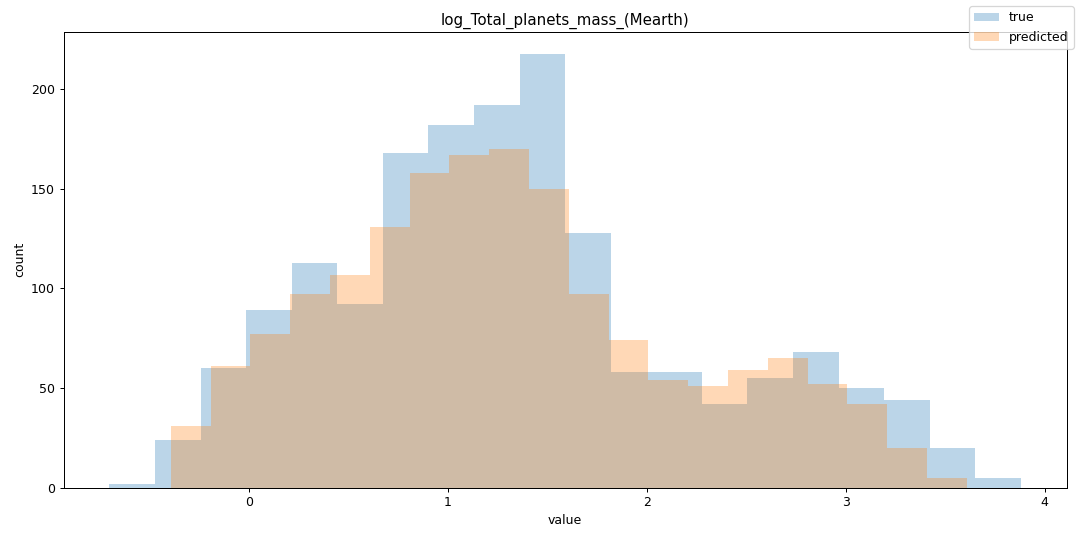 log_Total_planets_mass_(Mearth)
true
predicted
200
150
100
50
0
count
0 1 2 3 4
value